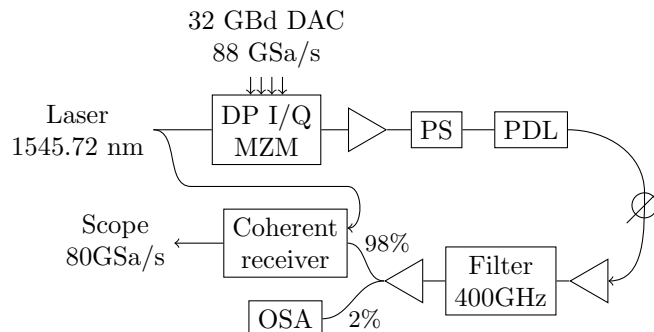 32 GBd DAC
88 GSa/s
Laser
1545.72 nm
DP I/Q
MZM
PS
PDL
Scope
80GSa/s
Coherent
receiver
98%
Filter
400GHz
OSA
2%